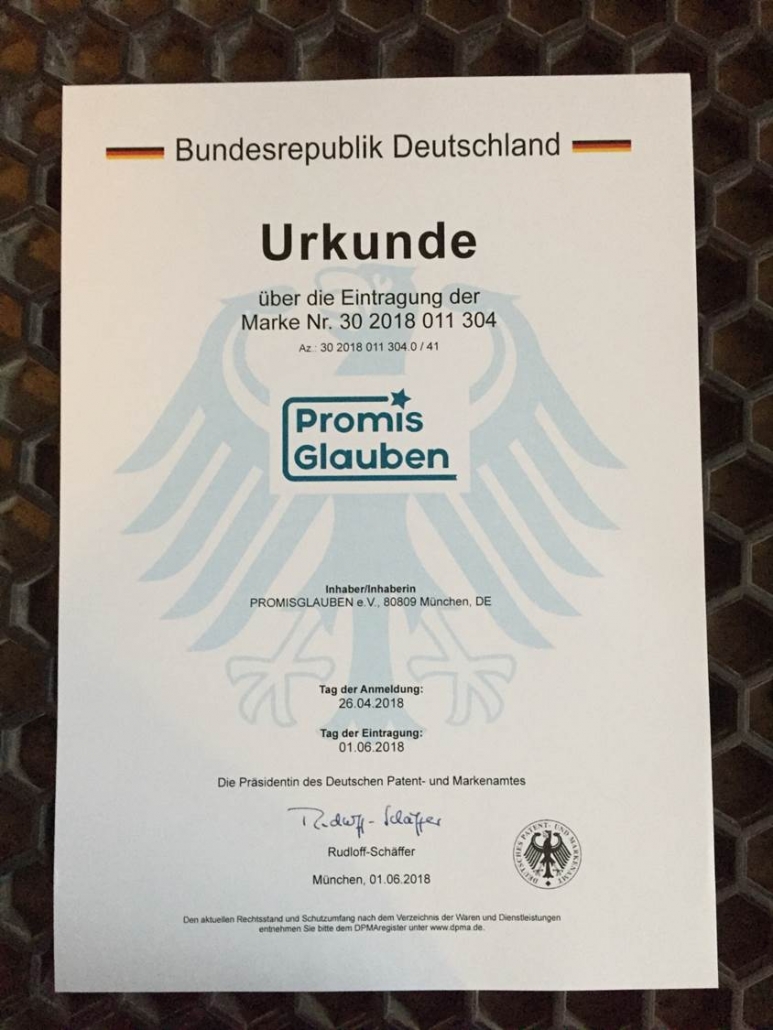 Bundesrepublik Deutschland
Urkunde
über die Eintragung der
Marke Nr. 30 2018 011 304
Az.: 30 2018 011 304.0 / 41
Promis
Glauben
Inhaber/Inhaberin
PROMISGLAUBEN e.V., 80809 München, DE
Tag der Anmeldung:
26.04.2018
Tag der Eintragung:
01.06.2018
Die Präsidentin des Deutschen Patent- und Markenamtes
Rudloff-Schäffer
Rudloff-Schäffer
München, 01.06.2018
DEUTSCHES PATENT- UND MARKENAMT
Den aktuellen Rechtsstand und Schutzumfang nach dem Verzeichnis der Waren und Dienstleistungen
entnehmen Sie bitte dem DPMAregister unter www.dpma.de.